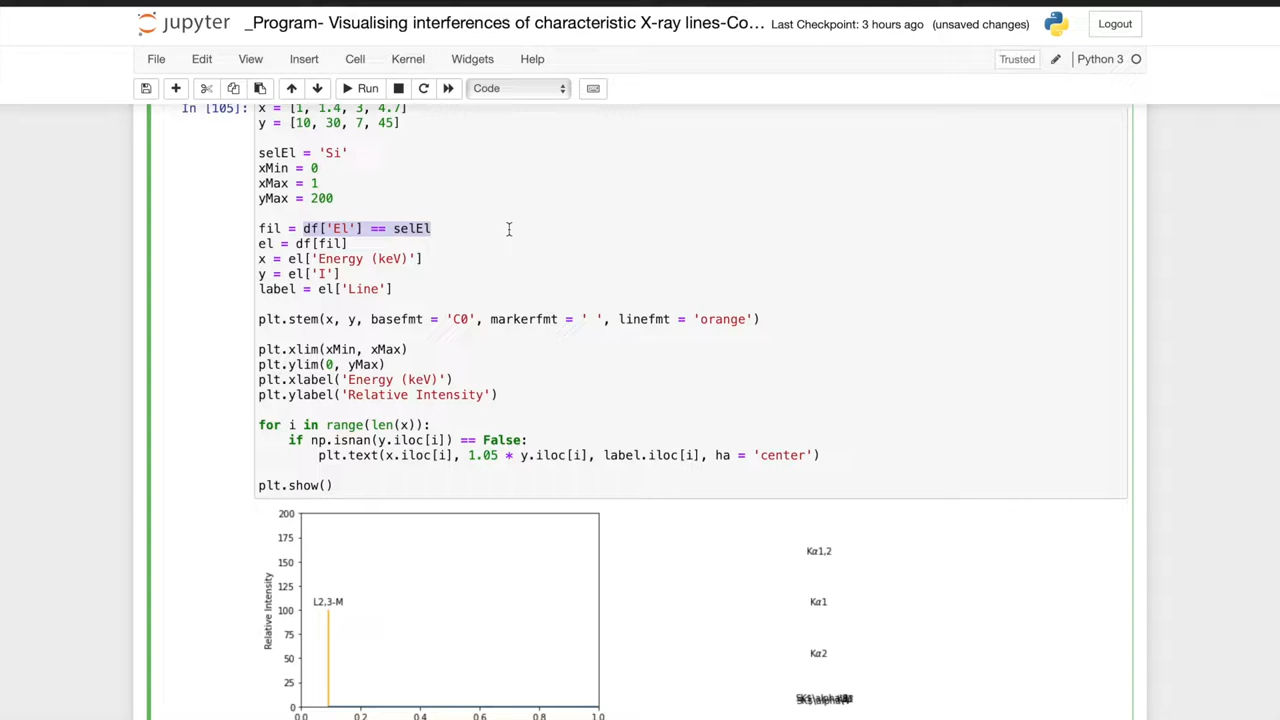 jupyter _Program- Visualising interferences of characteristic X-ray lines-Co... Last Checkpoint: 3 hours ago (unsaved changes) Logout
File Edit View Insert Cell Kernel Widgets Help Trusted Python 3
Run Code
In [105]: x = [1, 1.4, 3, 4.7]
y = [10, 30, 7, 45]
selEl = 'Si'
xMin = 0
xMax = 1
yMax = 200
fil = df['El'] == selEl
el = df[fil]
x = el['Energy (keV)']
y = el['I']
label = el['Line']
plt.stem(x, y, basefmt = 'C0', markerfmt = ' ', linefmt = 'orange')
plt.xlim(xMin, xMax)
plt.ylim(0, yMax)
plt.xlabel('Energy (keV)')
plt.ylabel('Relative Intensity')
for i in range(len(x)):
if np.isnan(y.iloc[i]) == False:
plt.text(x.iloc[i], 1.05 * y.iloc[i], label.iloc[i], ha = 'center')
plt.show()
200
175
150
125
100
75
50
25
0
Relative Intensity
L2,3-M
0.0 0.2 0.4 0.6 0.8 1.0
Kα1,2
Kα1
Kα2